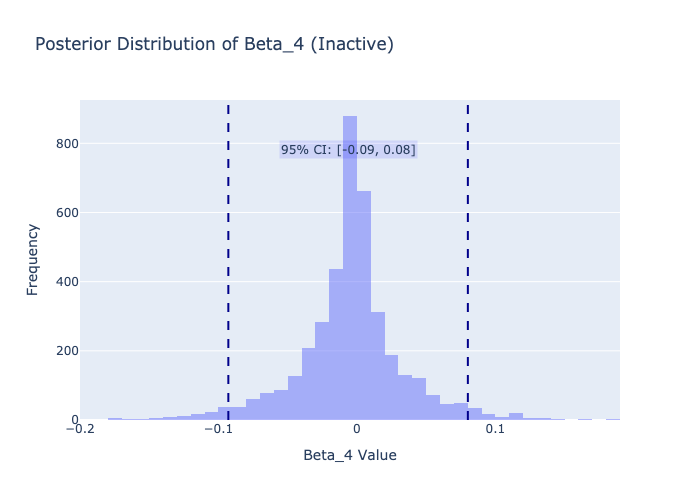 Posterior Distribution of Beta_4 (Inactive)
95% CI: [-0.09, 0.08]
800
600
400
200
0
Frequency
−0.2
−0.1
0
0.1
Beta_4 Value